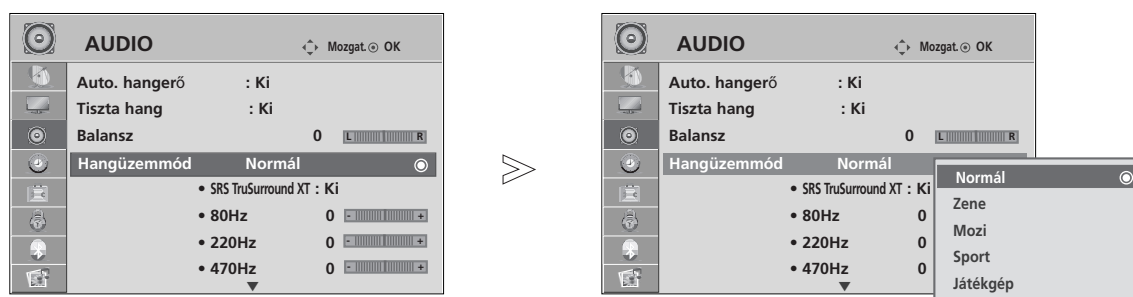 AUDIO Mozgat. OK
Auto. hangerő : Ki
Tiszta hang : Ki
Balansz 0 L R
Hangüzemmód Normál
• SRS TruSurround XT : Ki
• 80Hz 0 - +
• 220Hz 0 - +
• 470Hz 0 - +
AUDIO Mozgat. OK
Auto. hangerő : Ki
Tiszta hang : Ki
Balansz 0 L R
Hangüzemmód Normál
• SRS TruSurround XT : Ki
• 80Hz 0
• 220Hz 0
• 470Hz 0
Normál
Zene
Mozi
Sport
Játékgép